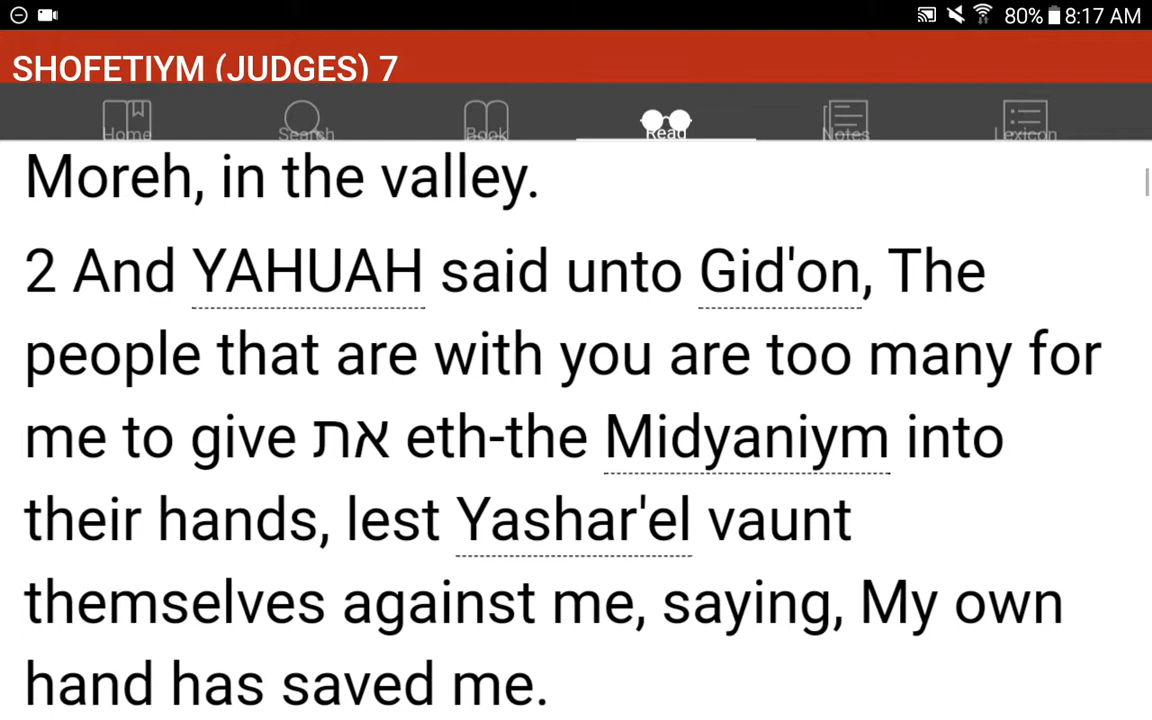 80% 8:17 AM
SHOFETIYM (JUDGES) 7
Home Search Book Read Notes Lexicon
Moreh, in the valley.
2 And YAHUAH said unto Gid'on, The
people that are with you are too many for
me to give את eth-the Midyaniym into
their hands, lest Yashar'el vaunt
themselves against me, saying, My own
hand has saved me.